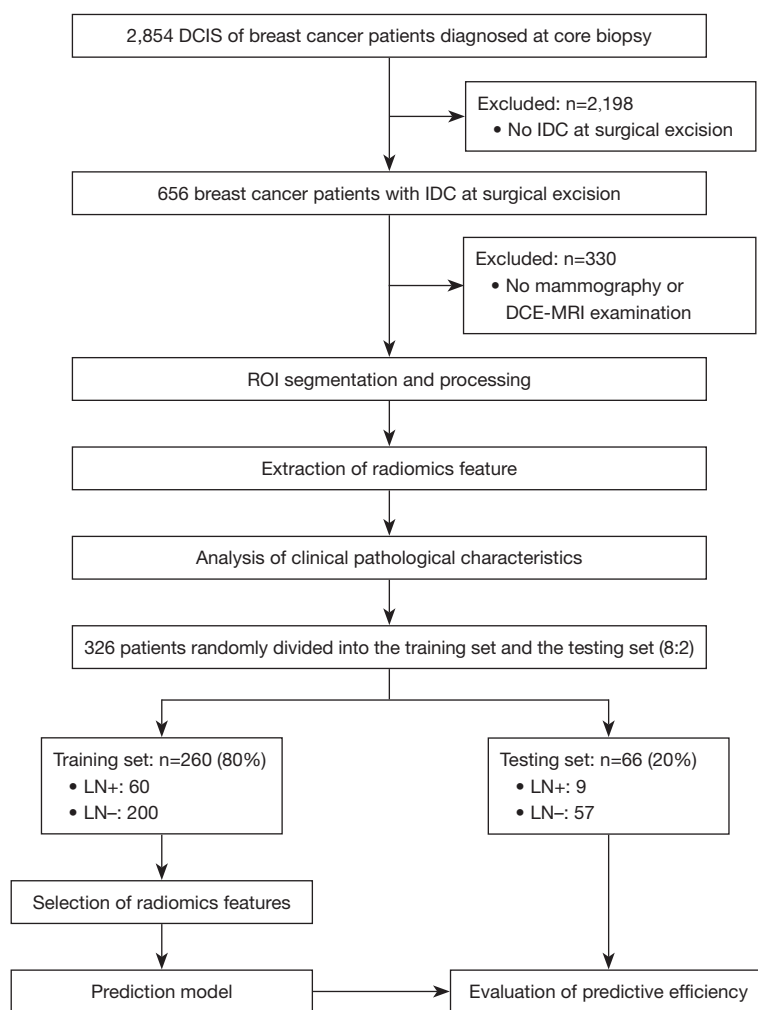 2,854 DCIS of breast cancer patients diagnosed at core biopsy
Excluded: n=2,198
• No IDC at surgical excision
656 breast cancer patients with IDC at surgical excision
Excluded: n=330
• No mammography or
DCE-MRI examination
ROI segmentation and processing
Extraction of radiomics feature
Analysis of clinical pathological characteristics
326 patients randomly divided into the training set and the testing set (8:2)
Training set: n=260 (80%)
• LN+: 60
• LN–: 200
Testing set: n=66 (20%)
• LN+: 9
• LN–: 57
Selection of radiomics features
Prediction model
Evaluation of predictive efficiency